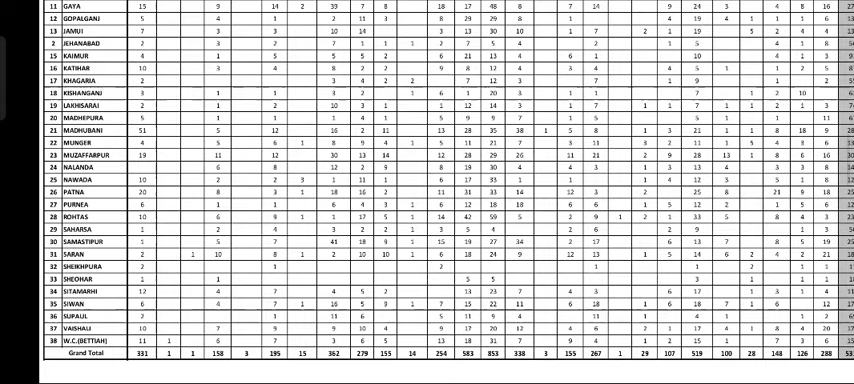 11 GAYA 15 9 14 2 39 7 8 18 17 48 8 7 14 9 24 3 4 8 16
12 GOPALGANJ 5 4 1 2 11 3 8 29 29 8 1 4 19 4 1 1 1 6
13 JAMUI 7 3 3 10 14 3 13 30 10 1 7 2 1 19 5 2 4 4
2 JEHANABAD 2 3 2 7 1 1 1 2 7 5 4 2 1 5 4 1 8
15 KAIMUR 4 1 5 5 5 2 6 21 13 4 6 1 10 4 1 3
16 KATIHAR 10 3 4 8 2 2 9 8 12 4 3 4 4 5 1 1 2 5
17 KHAGARIA 2 3 4 2 2 7 12 3 7 1 9 1 2
18 KISHANGANJ 3 1 1 3 2 1 6 1 20 3 1 1 7 1 2 10
19 LAKHISARAI 2 1 2 10 3 1 1 12 14 3 1 7 1 1 7 1 1 2 1 3
20 MADHEPURA 5 1 1 1 4 1 5 9 9 7 1 5 5 1 1 11
21 MADHUBANI 51 5 12 16 2 11 13 28 35 38 1 5 8 1 3 21 1 1 8 18 9
22 MUNGER 4 5 6 1 8 9 4 1 5 11 21 7 3 11 3 2 11 1 5 4 3 6
23 MUZAFFARPUR 19 11 12 30 13 14 12 28 29 26 11 21 2 9 28 13 1 8 6 16
24 NALANDA 6 8 12 2 9 8 19 30 4 4 3 1 3 13 4 3 3 8
25 NAWADA 10 2 2 3 1 11 1 6 17 33 1 1 1 4 12 3 5 1 8
26 PATNA 20 8 3 1 18 16 2 11 31 33 14 12 3 2 25 8 21 9 18
27 PURNEA 6 1 1 6 4 3 1 6 12 18 18 6 6 1 5 12 2 1 5 6
28 ROHTAS 10 6 9 1 1 17 5 1 14 42 59 5 2 9 1 2 1 33 5 8 4 3
29 SAHARSA 1 2 4 3 2 2 1 3 5 4 2 6 2 9 1 3
30 SAMASTIPUR 1 5 7 41 18 9 1 15 19 27 34 2 17 6 13 7 8 5 19
31 SARAN 2 1 10 8 1 2 10 10 1 6 18 24 9 12 13 1 5 14 6 2 4 2 21
32 SHEIKHPURA 2 1 2 1 1 2 1 1
33 SHEOHAR 1 1 5 5 3 1 1 1
34 SITAMARHI 12 4 7 4 5 2 13 23 7 4 3 6 17 1 3 1 4
35 SIWAN 6 4 7 1 16 5 9 1 7 15 22 11 6 18 1 6 18 7 1 6 12
36 SUPAUL 2 1 11 6 5 11 9 4 11 4 1 1 2
37 VAISHALI 10 7 9 9 10 4 9 17 20 12 4 6 2 1 17 4 1 8 4 20
38 W.C.(BETTIAH) 11 1 6 7 3 6 5 13 18 31 7 9 4 1 2 15 1 7 3 6
Grand Total 331 1 1 158 3 195 15 362 279 155 14 254 583 853 338 3 155 267 1 29 107 519 100 28 148 126 288